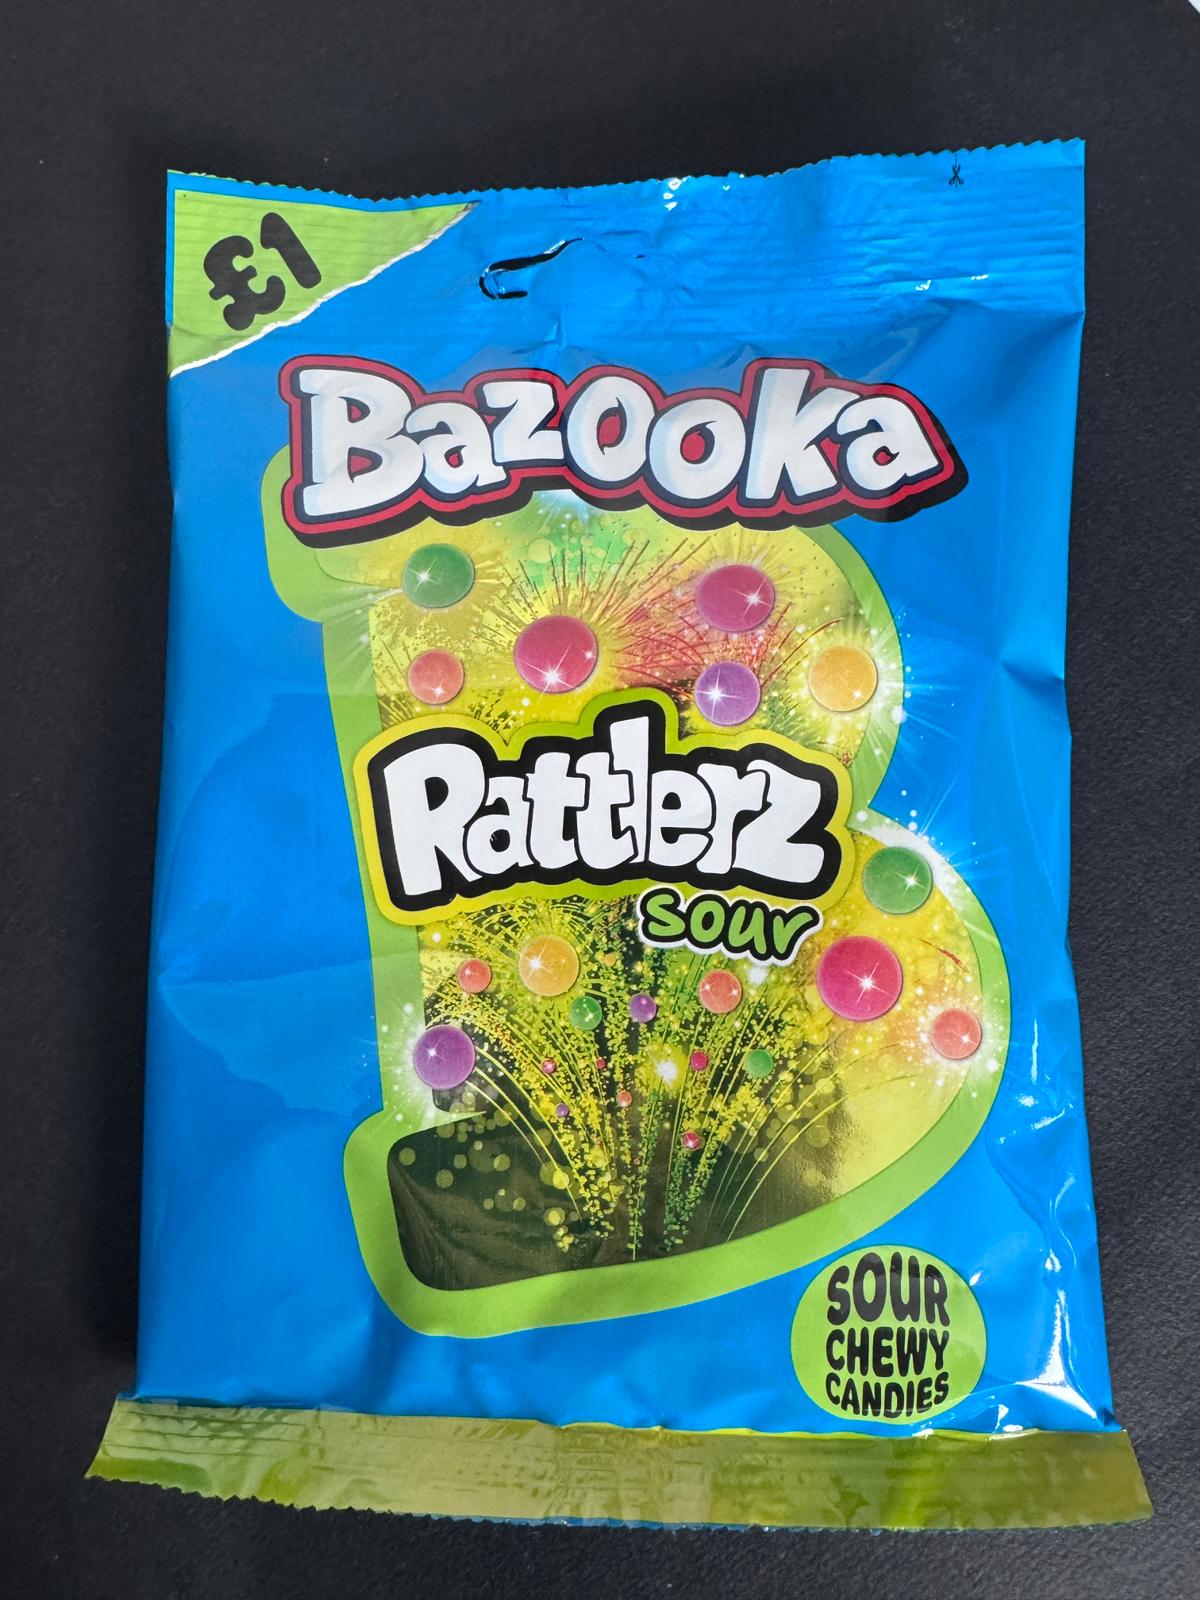 £1
Bazooka
Rattlerz
sour
SOUR
CHEWY
CANDIES